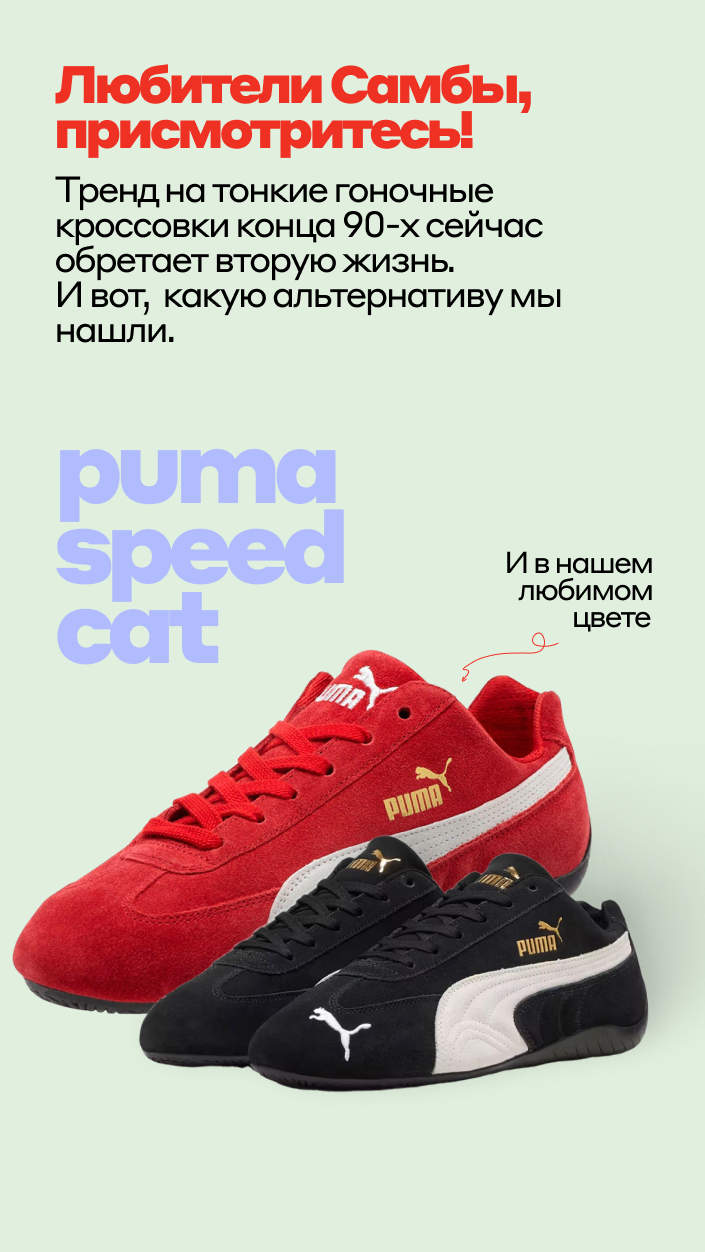 Любители Самбы,
присмотритесь!
Тренд на тонкие гоночные
кроссовки конца 90-х сейчас
обретает вторую жизнь.
И вот, какую альтернативу мы
нашли.
puma
speed
cat
И в нашем
любимом
цвете
PUMA
PUMA
PUMA
PUMA
PUMA